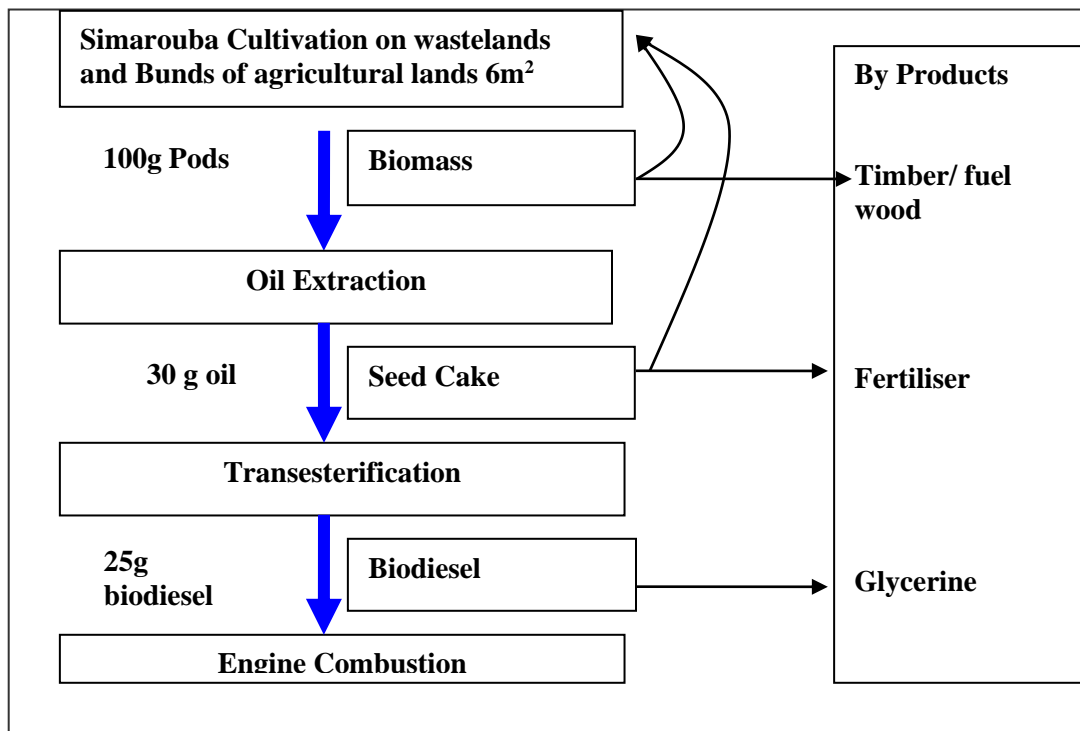 Simarouba Cultivation on wastelands
and Bunds of agricultural lands 6m²
By Products
100g Pods
Biomass
Timber/ fuel
wood
Oil Extraction
30 g oil
Seed Cake
Fertiliser
Transesterification
25g
biodiesel
Biodiesel
Glycerine
Engine Combustion